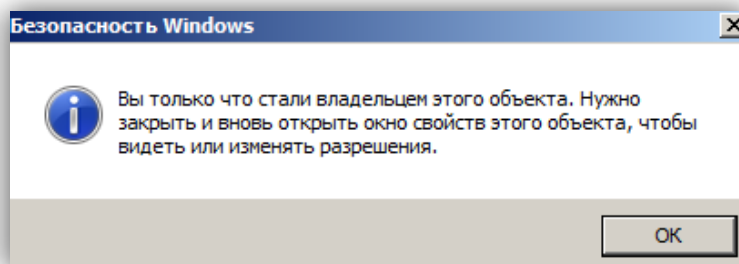 Безопасность Windows
Вы только что стали владельцем этого объекта. Нужно
закрыть и вновь открыть окно свойств этого объекта, чтобы
видеть или изменять разрешения.
ОК